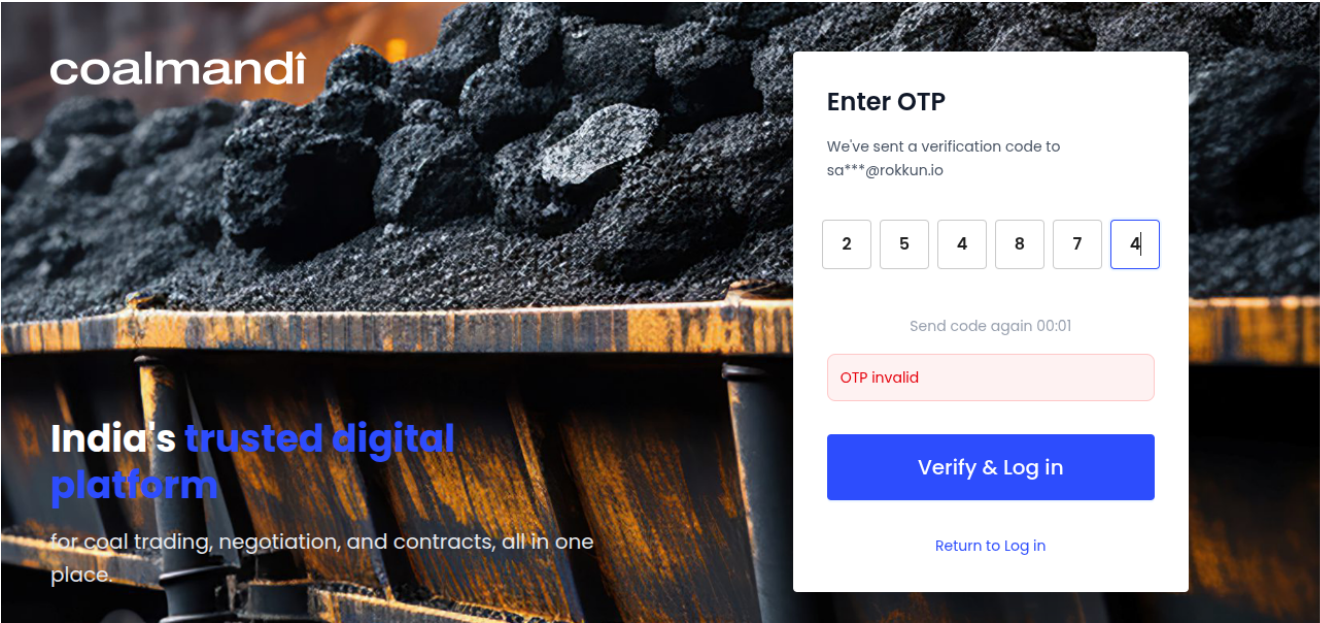 coalmandi
India's trusted digital
platform
for coal trading, negotiation, and contracts, all in one
place.
Enter OTP
We've sent a verification code to
sa***@rokkun.io
2 5 4 8 7 4
Send code again 00:01
OTP invalid
Verify & Log in
Return to Log in